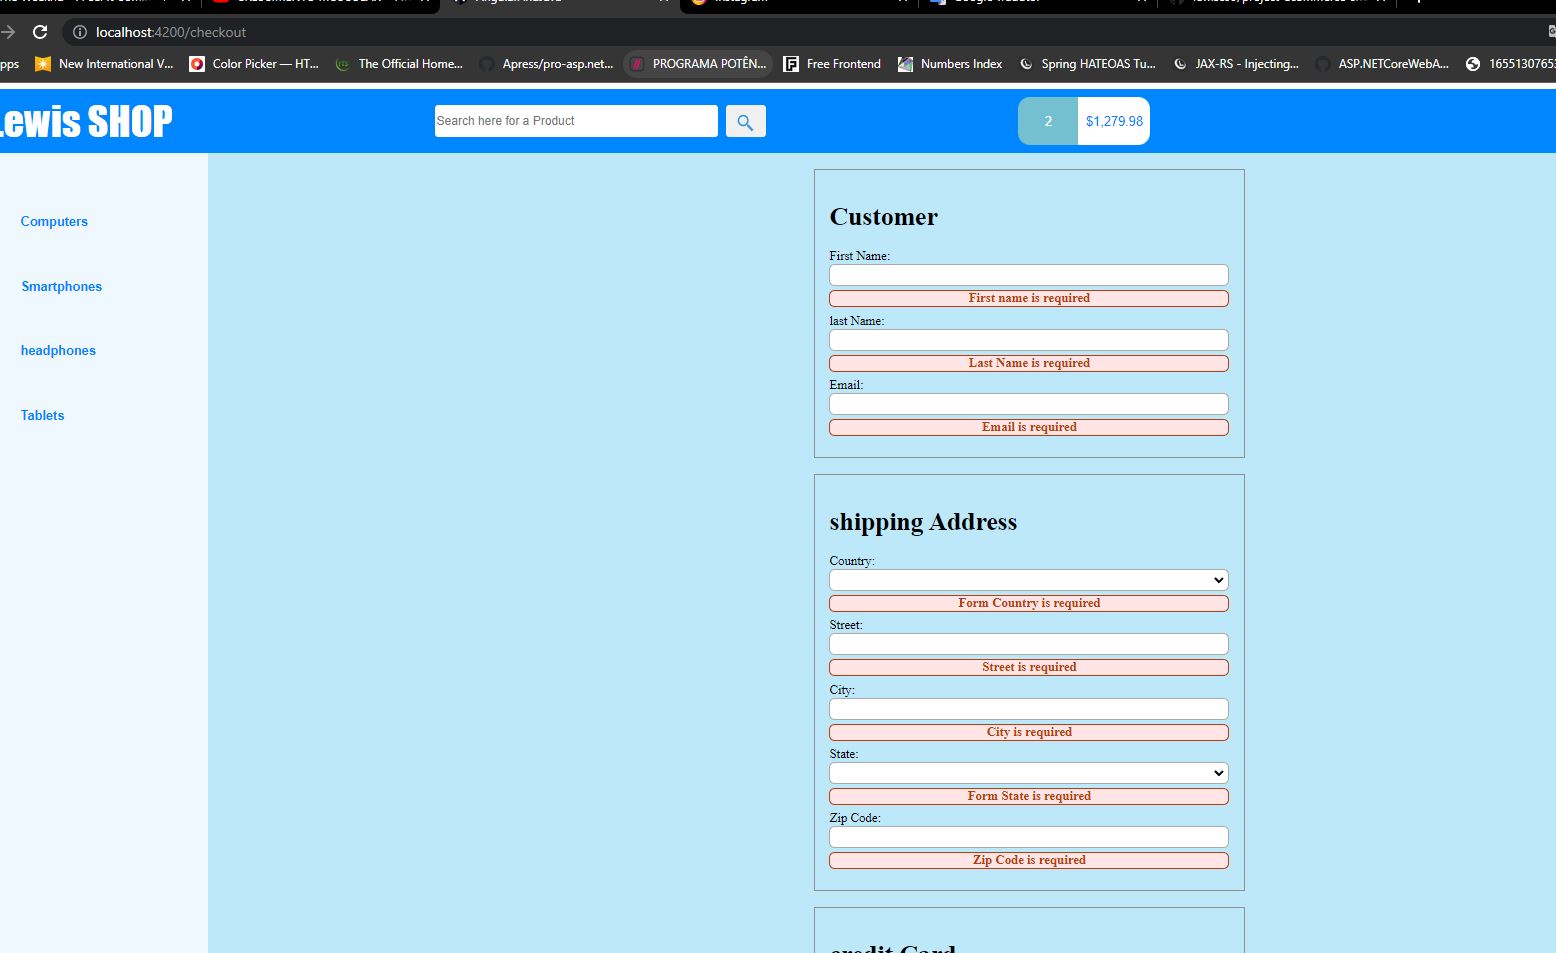 Instagram
localhost:4200/checkout
pps
New International V...
Color Picker — HT...
The Official Home...
Apress/pro-asp.net...
PROGRAMA POTÊN...
Free Frontend
Numbers Index
Spring HATEOAS Tu...
JAX-RS - Injecting...
ASP.NETCoreWebA...
1655130765
ewis SHOP
Search here for a Product
2
$1,279.98
Computers
Smartphones
headphones
Tablets
Customer
First Name:
First name is required
last Name:
Last Name is required
Email:
Email is required
shipping Address
Country:
Form Country is required
Street:
Street is required
City:
City is required
State:
Form State is required
Zip Code:
Zip Code is required
credit Card